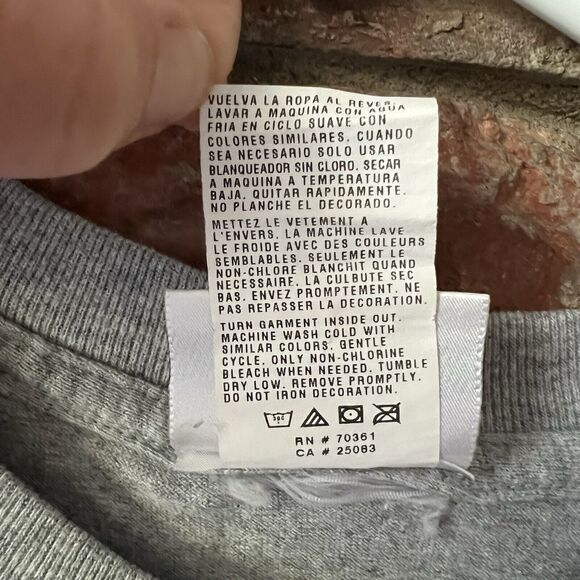 VUELVA LA ROPA AL REVES.
LAVAR A MAQUINA CON AGUA
FRIA EN CICLO SUAVE CON
COLORES SIMILARES. CUANDO
SEA NECESARIO SOLO USAR
BLANQUEADOR SIN CLORO. SECAR
A MAQUINA A TEMPERATURA
BAJA. QUITAR RAPIDAMENTE.
NO PLANCHE EL DECORADO.
METTEZ LE VETEMENT A
L'ENVERS. LA MACHINE LAVE
LE FROIDE AVEC DES COULEURS
SEMBLABLES. SEULEMENT LE
NON-CHLORE BLANCHIT QUAND
NECESSAIRE. LA CULBUTE SEC
BAS. ENVEZ PROMPTEMENT. NE
PAS REPASSER LA DECORATION.
TURN GARMENT INSIDE OUT.
MACHINE WASH COLD WITH
SIMILAR COLORS. GENTLE
CYCLE. ONLY NON-CHLORINE
BLEACH WHEN NEEDED. TUMBLE
DRY LOW. REMOVE PROMPTLY.
DO NOT IRON DECORATION.
RN # 70361
CA # 25083